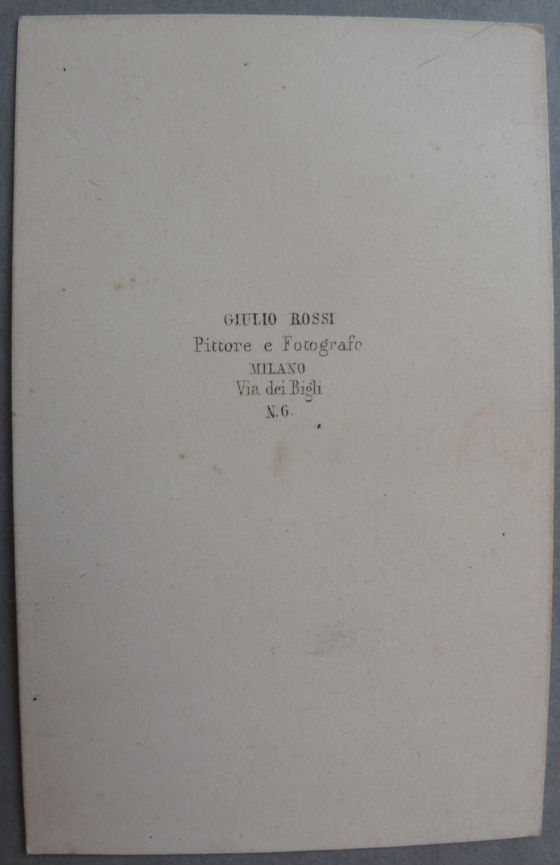 GIULIO ROSSI
Pittore e Fotografo
MILANO
Via dei Bigli
N. 6.